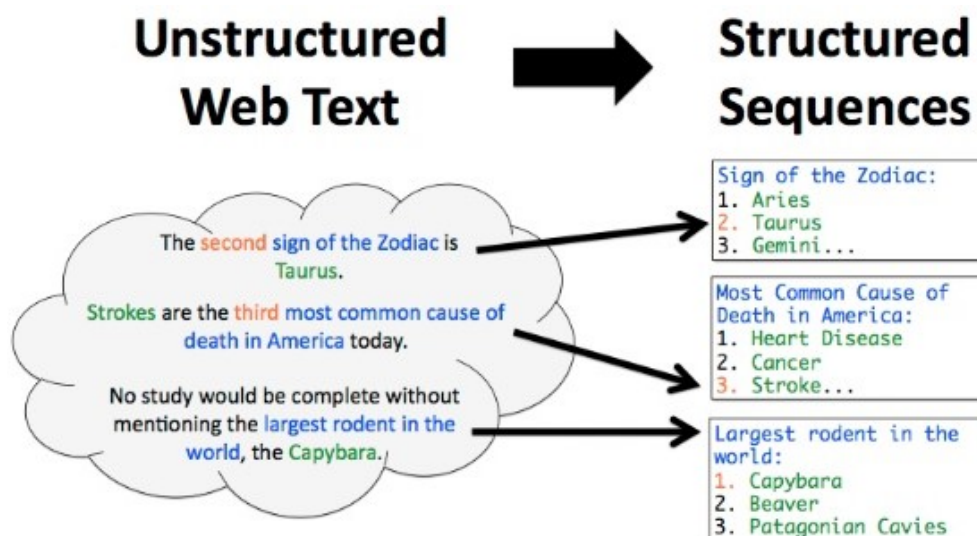 Unstructured
Web Text
Structured
Sequences
The second sign of the Zodiac is
Taurus.
Strokes are the third most common cause of
death in America today.
No study would be complete without
mentioning the largest rodent in the
world, the Capybara.
Sign of the Zodiac:
1. Aries
2. Taurus
3. Gemini...
Most Common Cause of
Death in America:
1. Heart Disease
2. Cancer
3. Stroke...
Largest rodent in the
world:
1. Capybara
2. Beaver
3. Patagonian Cavies